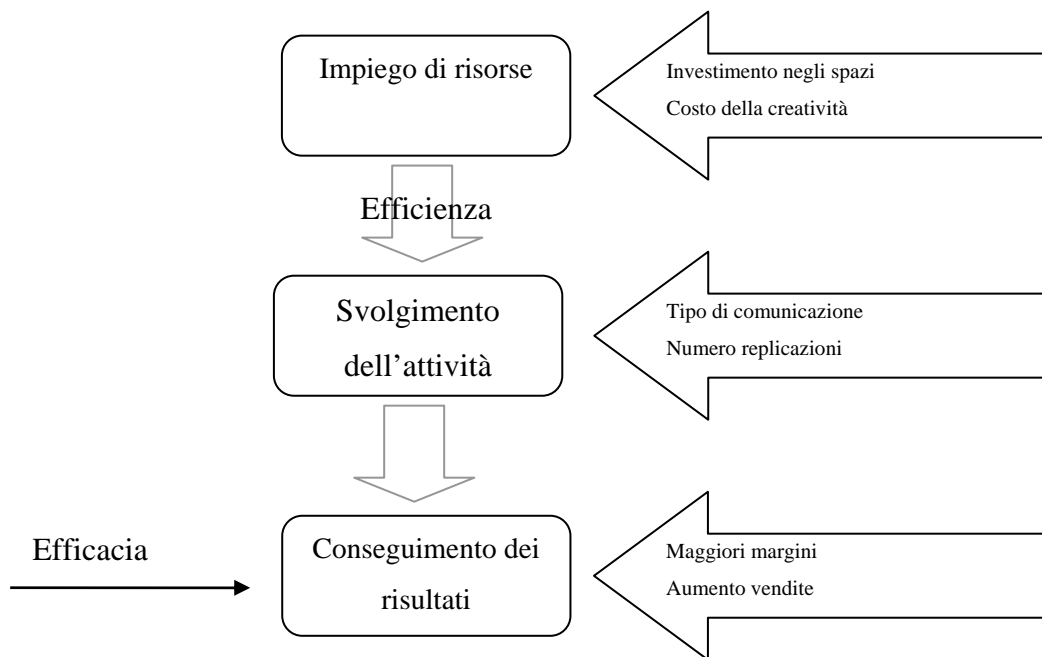 Impiego di risorse
Investimento negli spazi
Costo della creatività
Efficienza
Svolgimento
dell’attività
Tipo di comunicazione
Numero replicazioni
Efficacia
Conseguimento dei
risultati
Maggiori margini
Aumento vendite